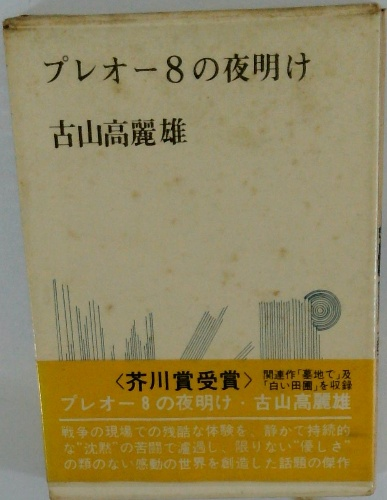 プレオー8の夜明け
古山高麗雄
〈芥川賞受賞〉
関連作「墓地で」及
「白い田圃」を収録
プレオー8の夜明け・古山高麗雄
戦争の現場での残酷な体験を、静かで持続的
な"沈黙"の苦闘で濾過し、限りない"優しさ"
の類のない感動の世界を創造した話題の傑作